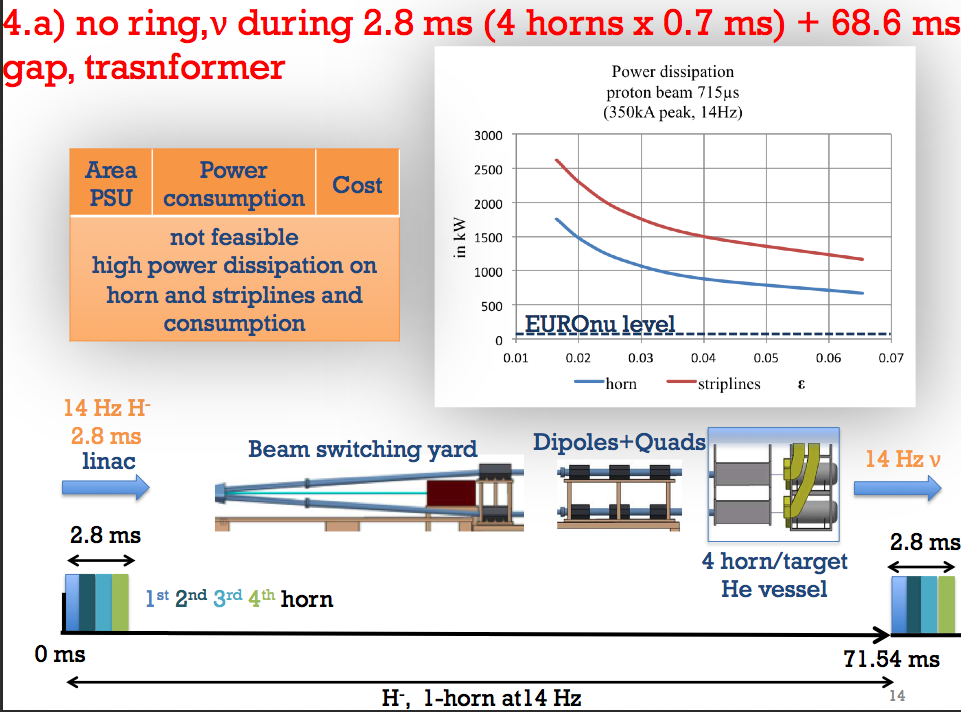 4.a) no ring,ν during 2.8 ms (4 horns x 0.7 ms) + 68.6 ms
gap, trasnformer
Area
PSU
Power
consumption
Cost
not feasible
high power dissipation on
horn and striplines and
consumption
Power dissipation
proton beam 715µs
(350kA peak, 14Hz)
in kW
3000
2500
2000
1500
1000
500
0
EUROnu level
0.01 0.02 0.03 0.04 0.05 0.06 0.07
horn striplines ε
14 Hz H-
2.8 ms
linac
Beam switching yard
Dipoles+Quads
14 Hz ν
2.8 ms
1st 2nd 3rd 4th horn
4 horn/target
He vessel
2.8 ms
0 ms
71.54 ms
H-, 1-horn at14 Hz
14